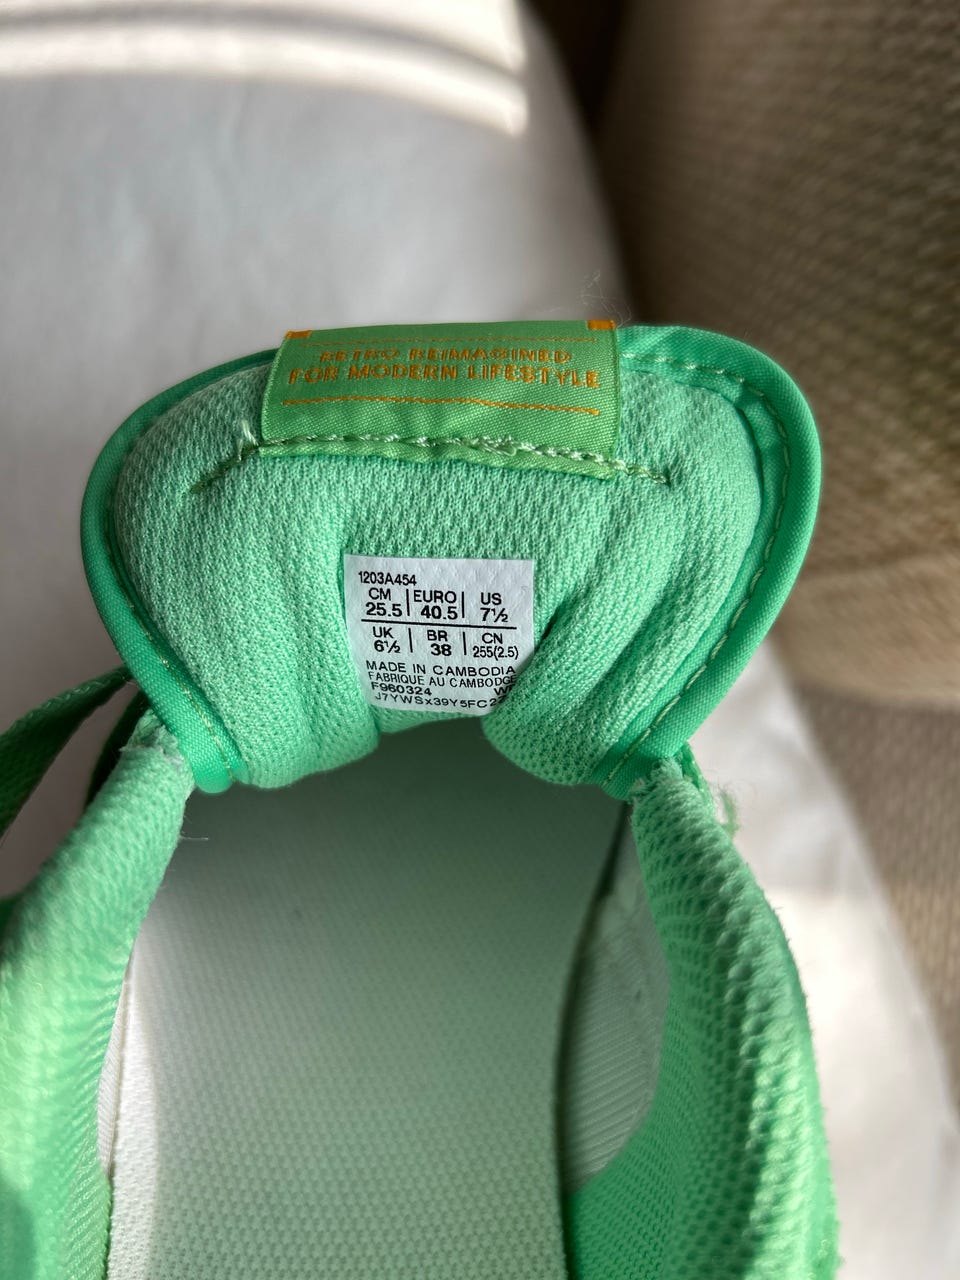 RETRO REIMAGINED
FOR MODERN LIFESTYLE
1203A454
CM | EURO | US
25.5 | 40.5 | 7½
UK | BR | CN
6½ | 38 | 255(2.5)
MADE IN CAMBODIA
FABRIQUE AU CAMBODGE
F960324